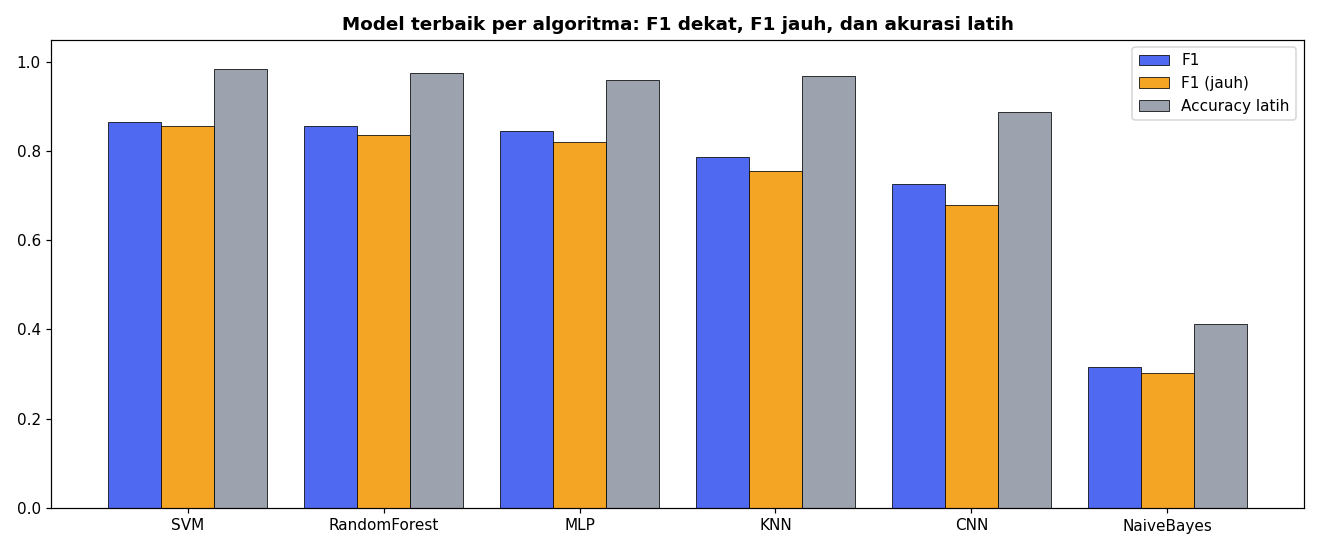 Model terbaik per algoritma: F1 dekat, F1 jauh, dan akurasi latih
F1
F1 (jauh)
Accuracy latih
1.0
0.8
0.6
0.4
0.2
0.0
SVM
RandomForest
MLP
KNN
CNN
NaiveBayes